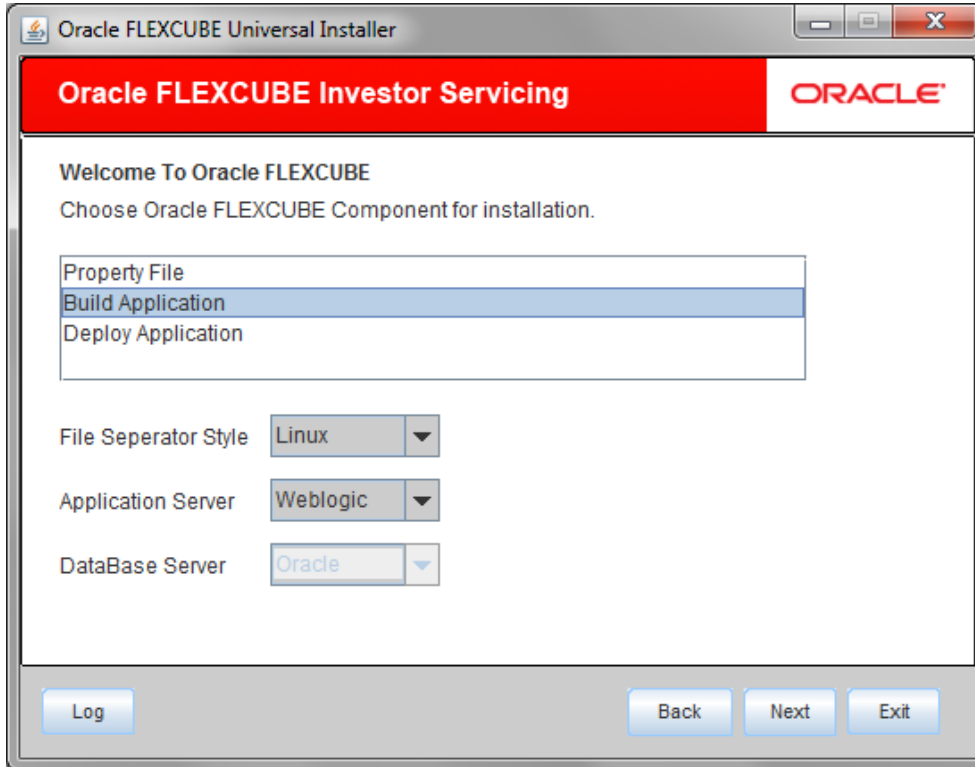 Oracle FLEXCUBE Universal Installer
Oracle FLEXCUBE Investor Servicing
ORACLE
Welcome To Oracle FLEXCUBE
Choose Oracle FLEXCUBE Component for installation.
Property File
Build Application
Deploy Application
File Seperator Style Linux
Application Server Weblogic
DataBase Server Oracle
Log Back Next Exit